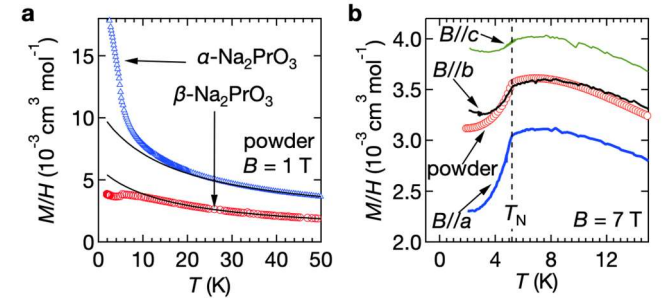 a
M/H (10⁻³ cm³ mol⁻¹)
15
10
5
0
α-Na₂PrO₃
β-Na₂PrO₃
powder
B = 1 T
0 10 20 30 40 50
T (K)
b
M/H (10⁻³ cm³ mol⁻¹)
4.0
3.5
3.0
2.5
2.0
B//c
B//b
powder
B//a
T_N
B = 7 T
0 4 8 12
T (K)